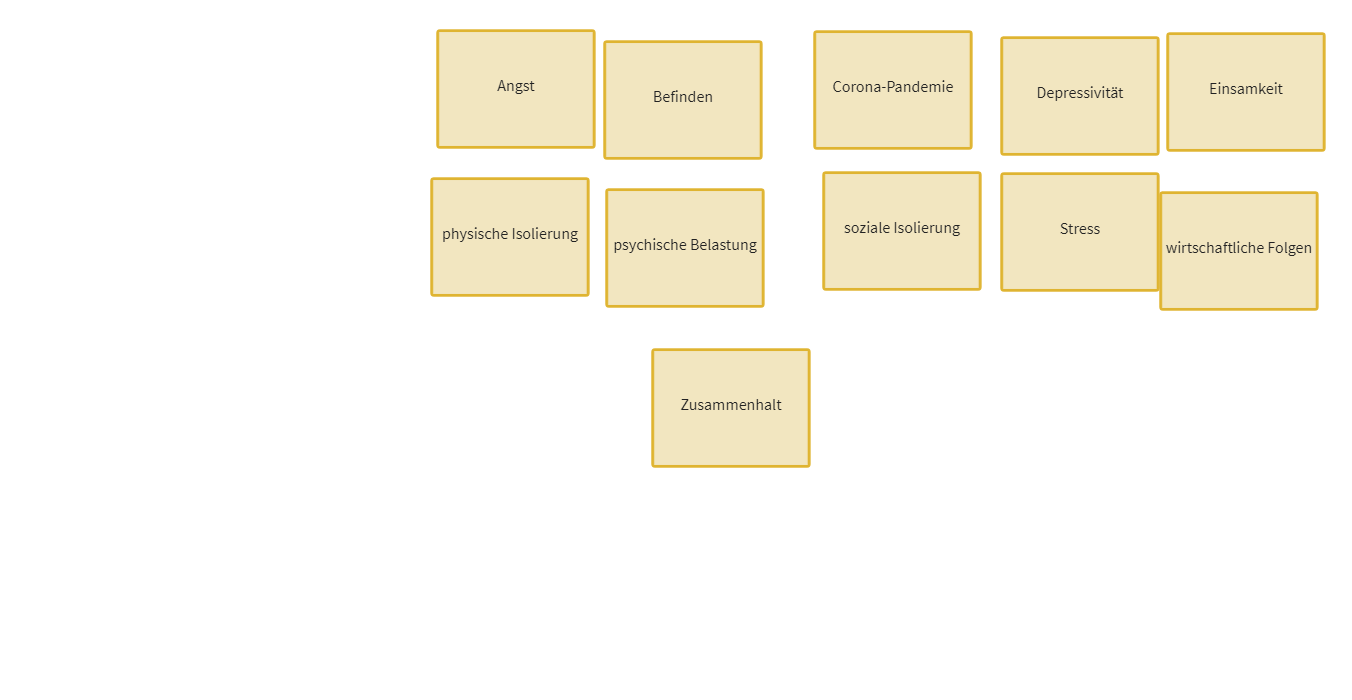 Angst
Befinden
Corona-Pandemie
Depressivität
Einsamkeit
physische Isolierung
psychische Belastung
soziale Isolierung
Stress
wirtschaftliche Folgen
Zusammenhalt